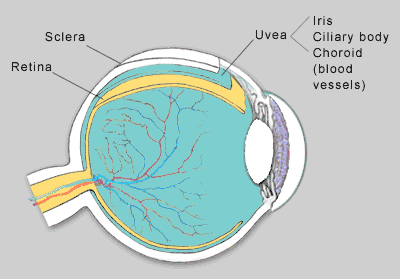 Sclera
Retina
Uvea
Iris
Ciliary body
Choroid
(blood
vessels)